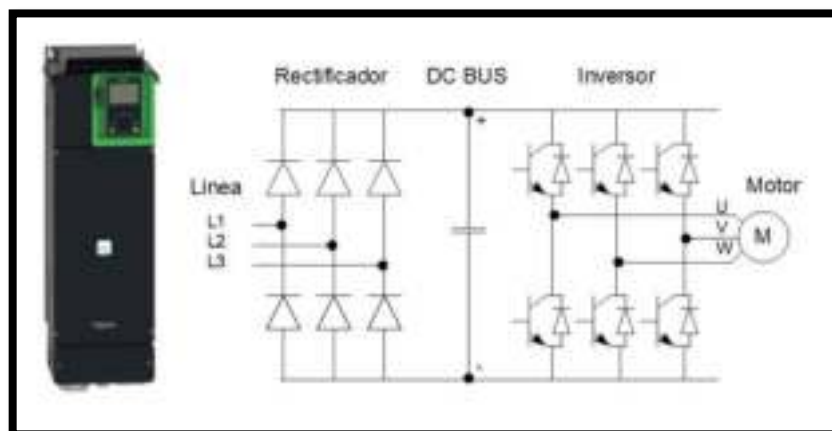 Rectificador DC BUS Inversor
+
Linea
Motor
L1
L2
L3
U
V
W
M
-